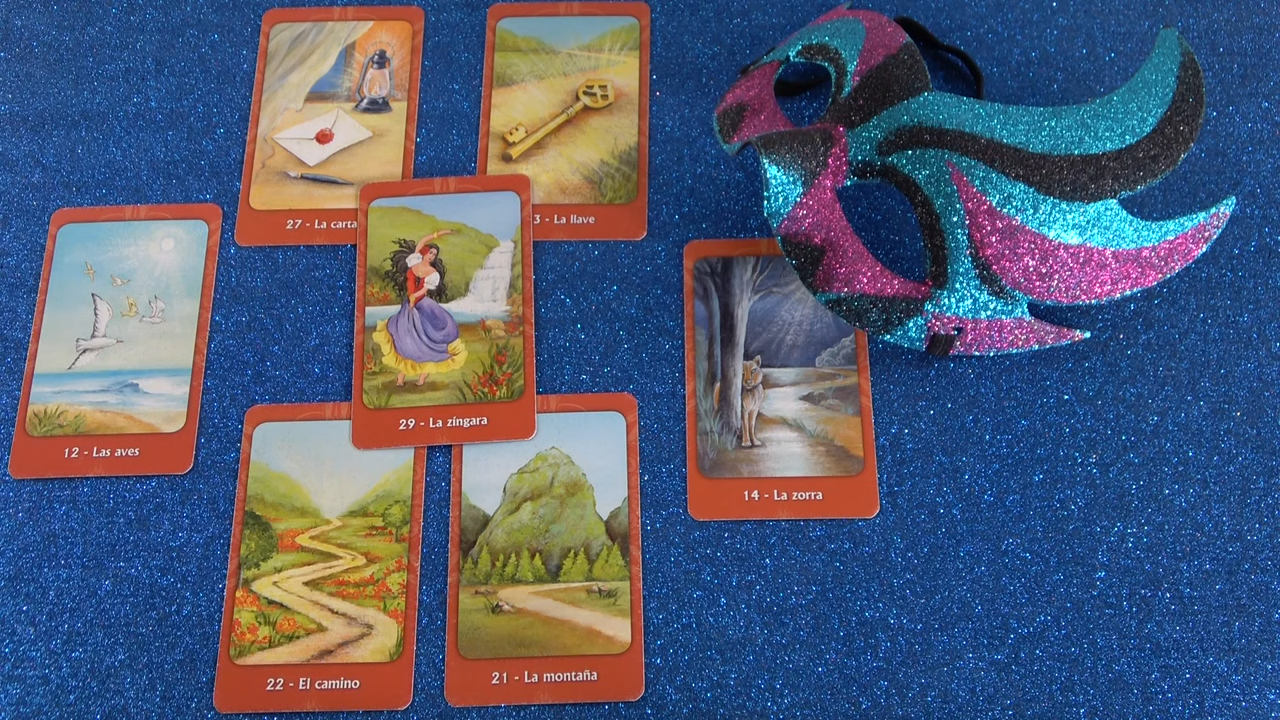 27 - La carta
3 - La llave
12 - Las aves
29 - La zíngara
14 - La zorra
22 - El camino
21 - La montaña